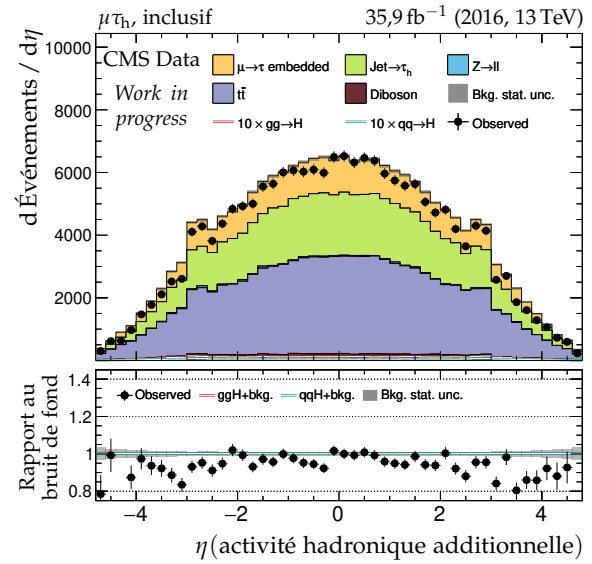 μτh, inclusif 35,9 fb−1 (2016, 13 TeV)
d Événements / dη
10000
8000
6000
4000
2000
CMS Data
Work in
progress
μ→τ embedded Jet→τh Z→ll
tt̄ Diboson Bkg. stat. unc.
10 × gg→H 10 × qq→H Observed
Rapport au
bruit de fond
1.4
1.2
1
0.8
Observed ggH+bkg. qqH+bkg. Bkg. stat. unc.
−4 −2 0 2 4
η (activité hadronique additionnelle)